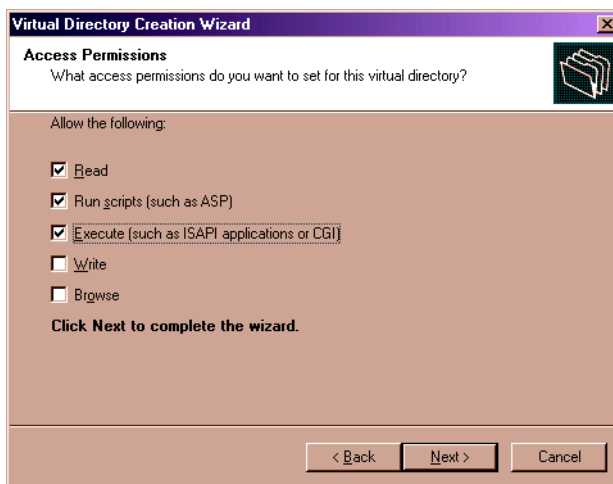 Virtual Directory Creation Wizard
Access Permissions
What access permissions do you want to set for this virtual directory?
Allow the following:
Read
Run scripts (such as ASP)
Execute (such as ISAPI applications or CGI)
Write
Browse
Click Next to complete the wizard.
< Back Next > Cancel